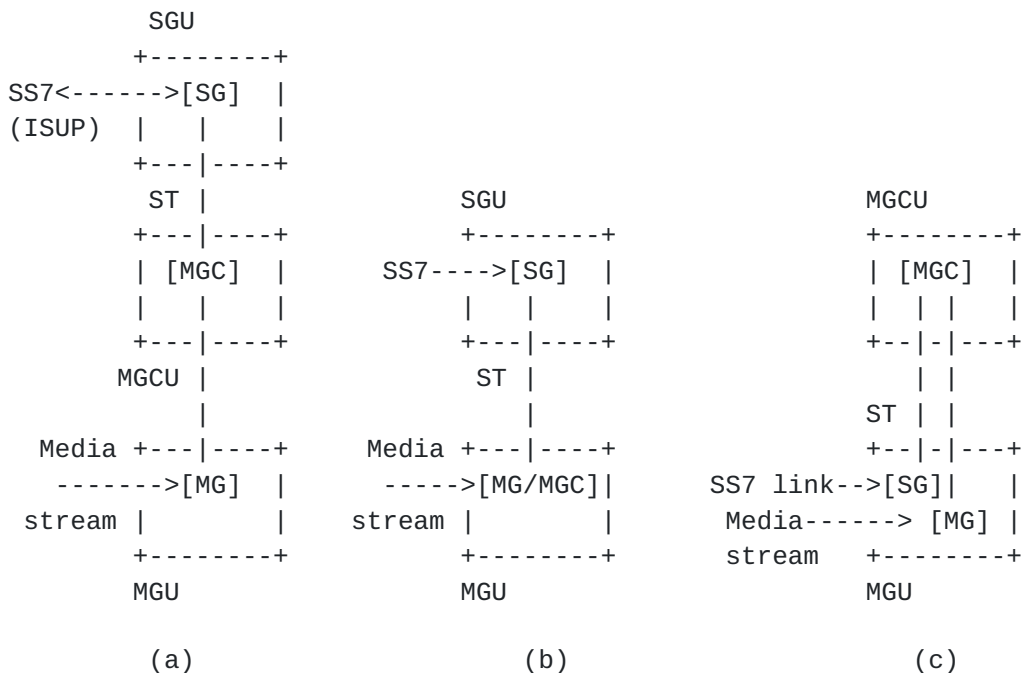 SGU
        +--------+
SS7<------>[SG]  |
(ISUP)  |   |    |
        +---|----+
         ST |                SGU                       MGCU
        +---|----+           +--------+                +--------+
        | [MGC]  |      SS7---->[SG]  |                | [MGC]  |
        |   |    |           |   |    |                |  | |   |
        +---|----+           +---|----+                +--|-|---+
       MGCU |                 ST |                        | |
            |                    |                     ST | |
  Media +---|----+     Media +---|----+                +--|-|---+
   ------->[MG]  |      ----->[MG/MGC]|      SS7 link-->[SG]|   |
 stream |        |    stream |        |       Media------> [MG] |
        +--------+           +--------+       stream   +--------+
        MGU                  MGU                       MGU

         (a)                     (b)                      (c)